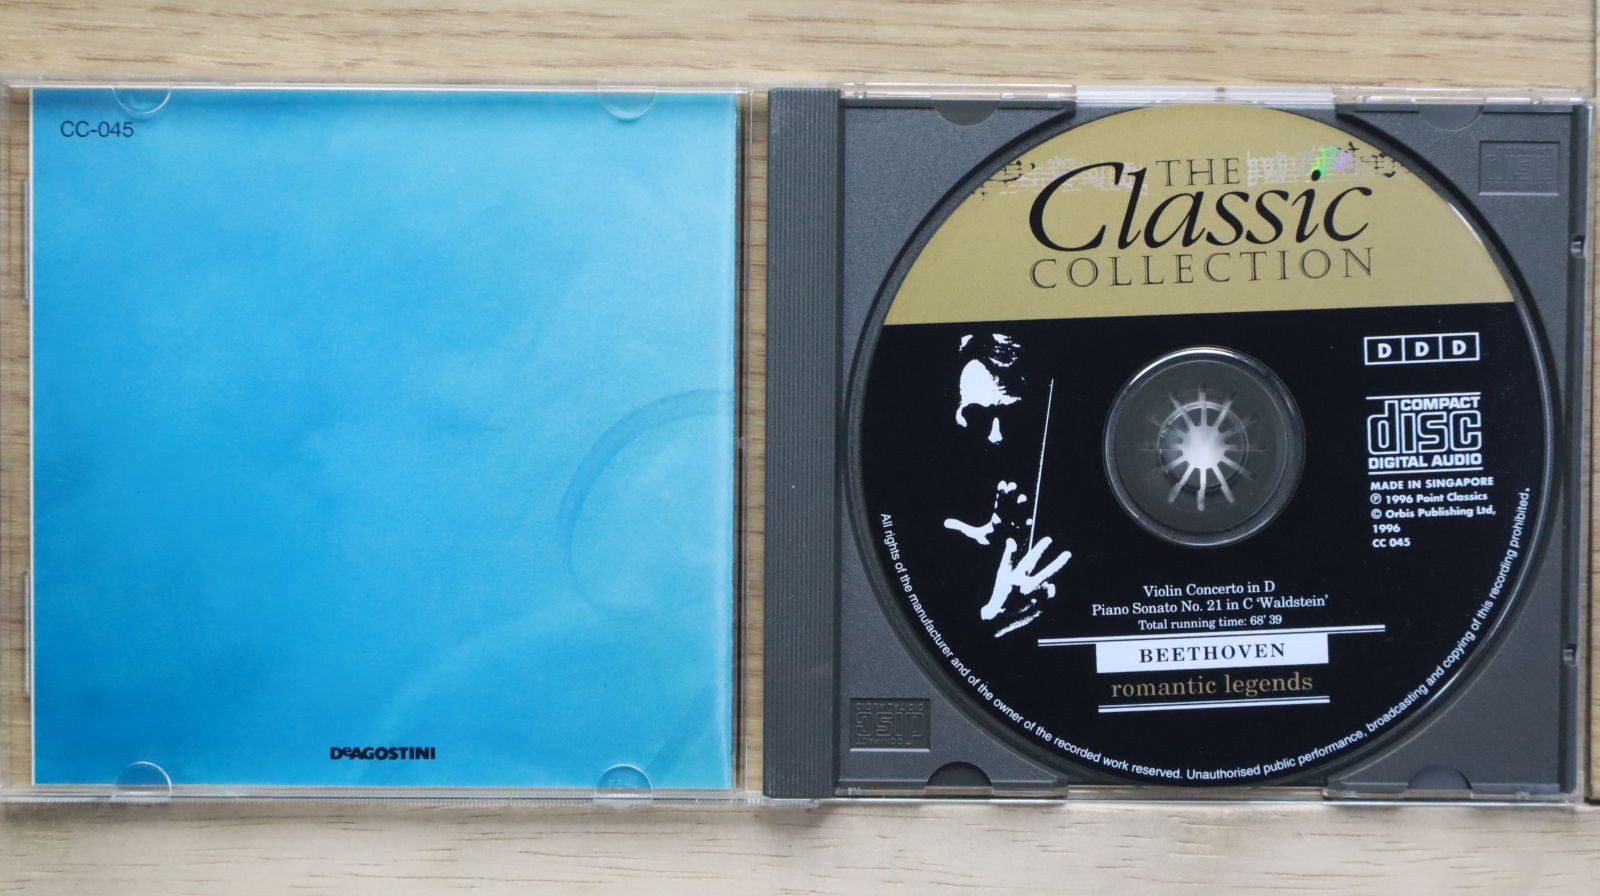 CC-045
DeAGOSTINI
THE
Classic
COLLECTION
DDD
COMPACT
disc
DIGITAL AUDIO
MADE IN SINGAPORE
℗ 1996 Point Classics
© Orbis Publishing Ltd,
1996
CC 045
Violin Concerto in D
Piano Sonato No. 21 in C 'Waldstein'
Total running time: 68' 39
BEETHOVEN
romantic legends
All rights of the manufacturer and of the owner of the recorded work reserved. Unauthorised public performance, broadcasting and copying of this recording prohibited.
DISC
COMPACT
disc
DIGITAL AUDIO